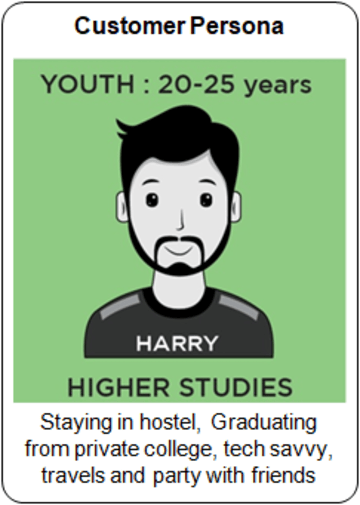 Customer Persona
YOUTH : 20-25 years
HARRY
HIGHER STUDIES
Staying in hostel, Graduating
from private college, tech savvy,
travels and party with friends